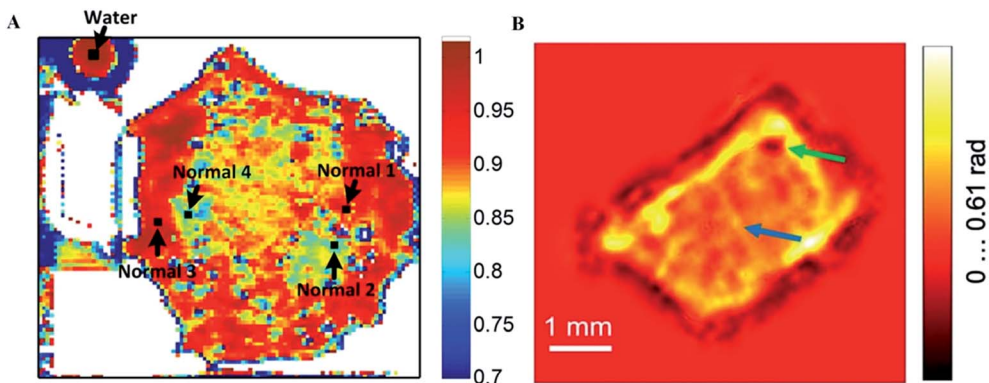 A
Water
Normal 4
Normal 1
Normal 3
Normal 2
1
0.95
0.9
0.85
0.8
0.75
0.7
B
1 mm
0 ... 0.61 rad